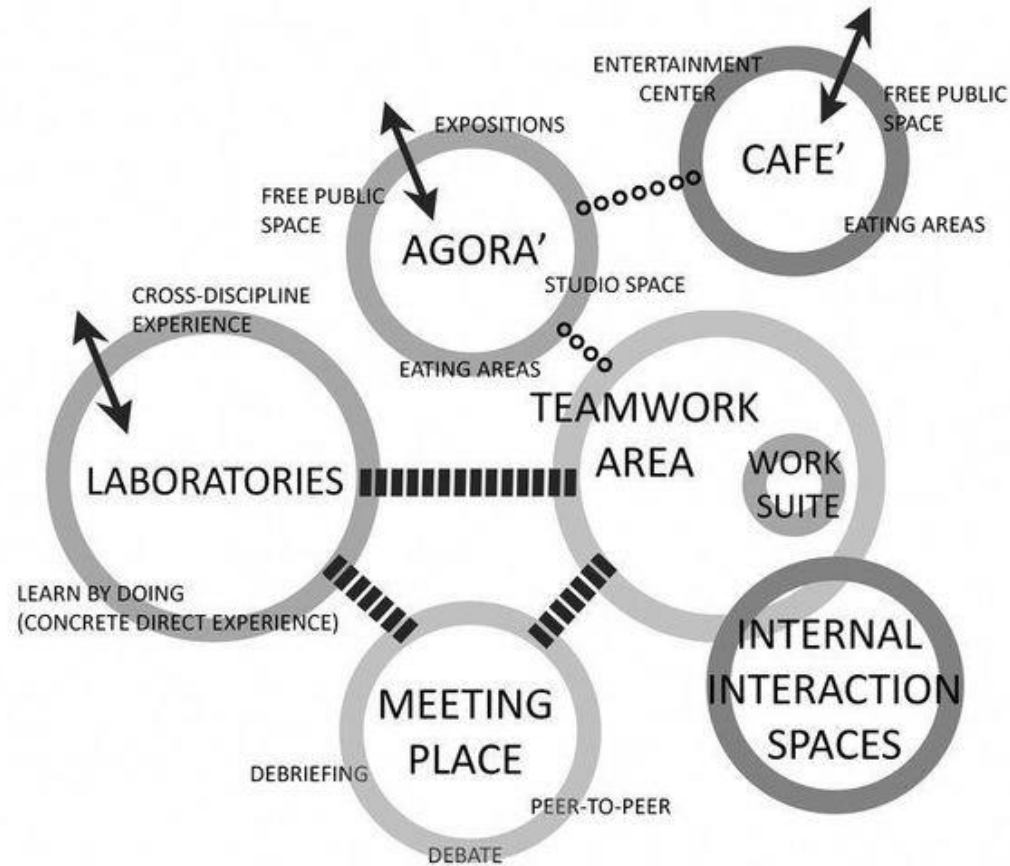 ENTERTAINMENT
CENTER
FREE PUBLIC
SPACE
CAFE’
EATING AREAS
EXPOSITIONS
FREE PUBLIC
SPACE
AGORA’
STUDIO SPACE
EATING AREAS
CROSS-DISCIPLINE
EXPERIENCE
LABORATORIES
LEARN BY DOING
(CONCRETE DIRECT EXPERIENCE)
TEAMWORK
AREA
WORK
SUITE
INTERNAL
INTERACTION
SPACES
MEETING
PLACE
DEBRIEFING
PEER-TO-PEER
DEBATE